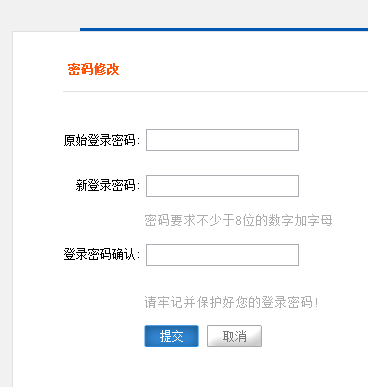 密码修改
原始登录密码：
新登录密码：
密码要求不少于8位的数字加字母
登录密码确认：
请牢记并保护好您的登录密码！
提交 取消